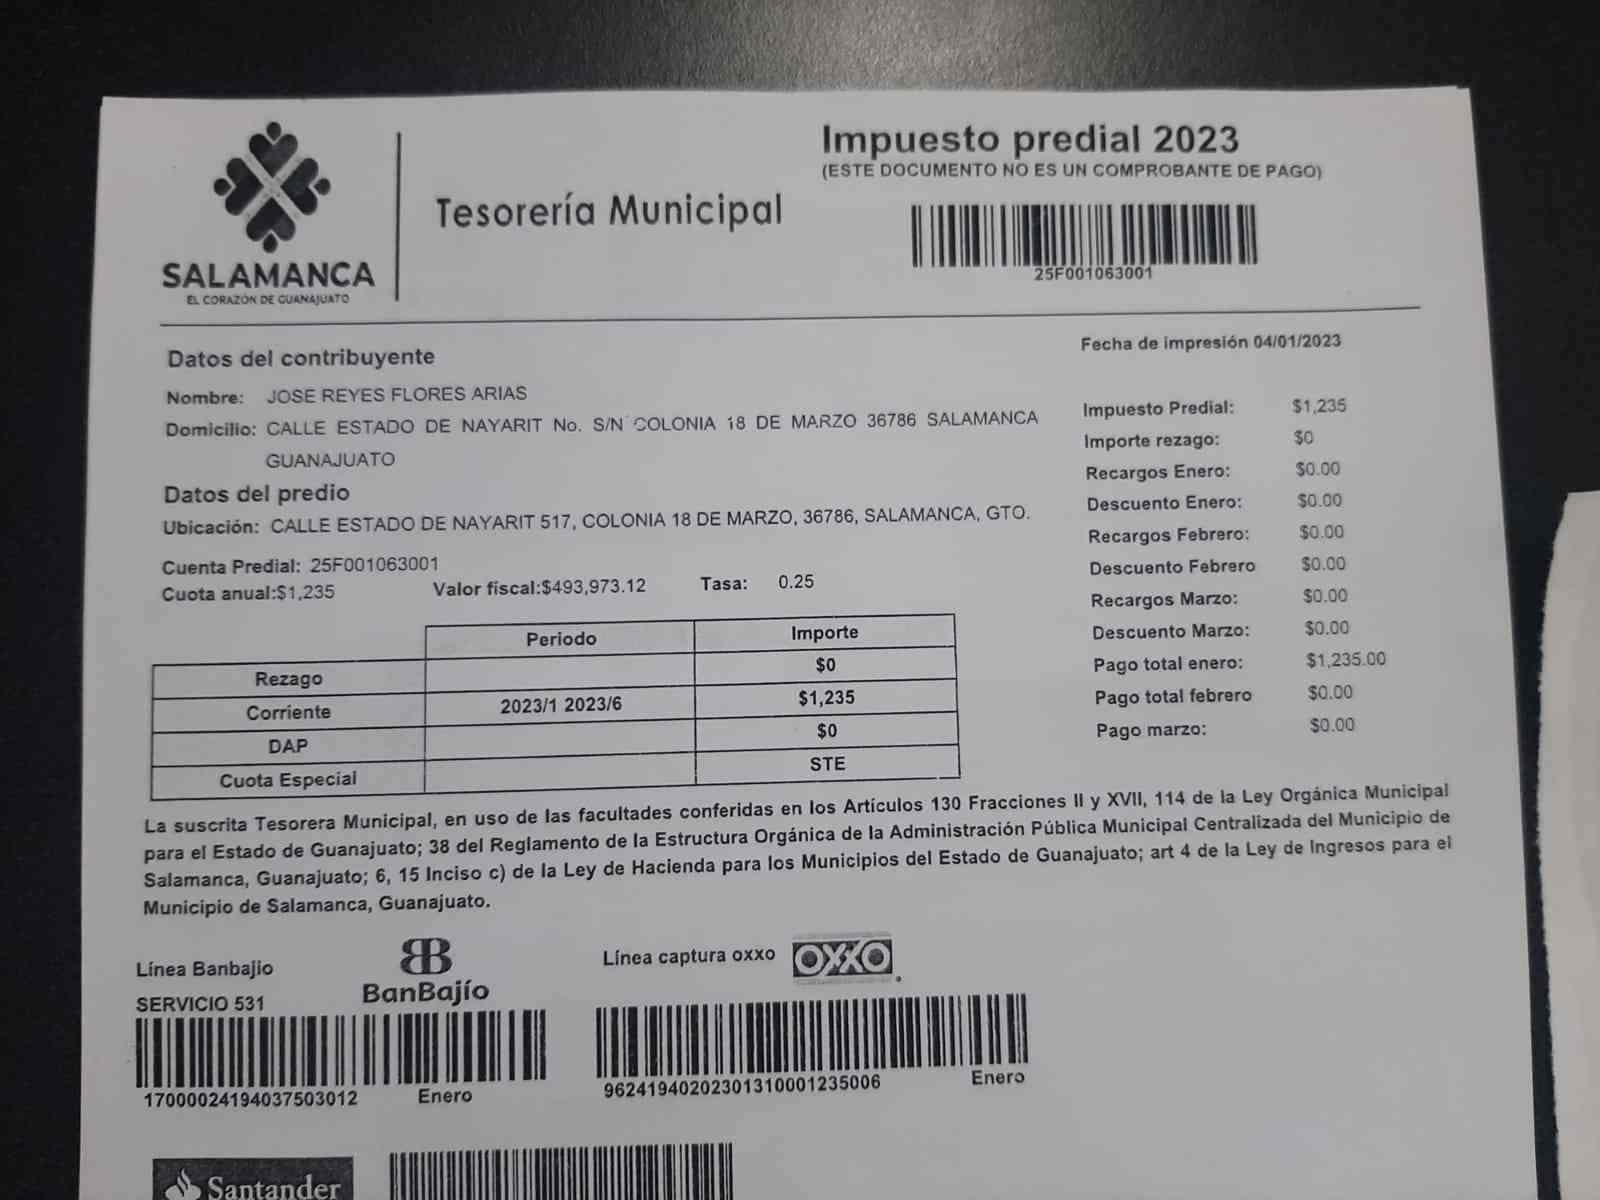 SALAMANCA
EL CORAZÓN DE GUANAJUATO
Tesorería Municipal
Impuesto predial 2023
(ESTE DOCUMENTO NO ES UN COMPROBANTE DE PAGO)
25F001063001
Fecha de impresión 04/01/2023
Datos del contribuyente
Nombre: JOSE REYES FLORES ARIAS
Domicilio: CALLE ESTADO DE NAYARIT No. S/N COLONIA 18 DE MARZO 36786 SALAMANCA
GUANAJUATO
Datos del predio
Ubicación: CALLE ESTADO DE NAYARIT 517, COLONIA 18 DE MARZO, 36786, SALAMANCA, GTO.
Cuenta Predial: 25F001063001
Cuota anual:$1,235 Valor fiscal:$493,973.12 Tasa: 0.25
Impuesto Predial: $1,235
Importe rezago: $0
Recargos Enero: $0.00
Descuento Enero: $0.00
Recargos Febrero: $0.00
Descuento Febrero $0.00
Recargos Marzo: $0.00
Descuento Marzo: $0.00
Pago total enero: $1,235.00
Pago total febrero $0.00
Pago marzo: $0.00
Periodo Importe
Rezago $0
Corriente 2023/1 2023/6 $1,235
DAP $0
Cuota Especial STE
La suscrita Tesorera Municipal, en uso de las facultades conferidas en los Artículos 130 Fracciones II y XVII, 114 de la Ley Orgánica Municipal
para el Estado de Guanajuato; 38 del Reglamento de la Estructura Orgánica de la Administración Pública Municipal Centralizada del Municipio de
Salamanca, Guanajuato; 6, 15 Inciso c) de la Ley de Hacienda para los Municipios del Estado de Guanajuato; art 4 de la Ley de Ingresos para el
Municipio de Salamanca, Guanajuato.
Línea Banbajio
SERVICIO 531
BanBajío
17000024194037503012 Enero
Línea captura oxxo OXXO
96241940202301310001235006 Enero
Santander